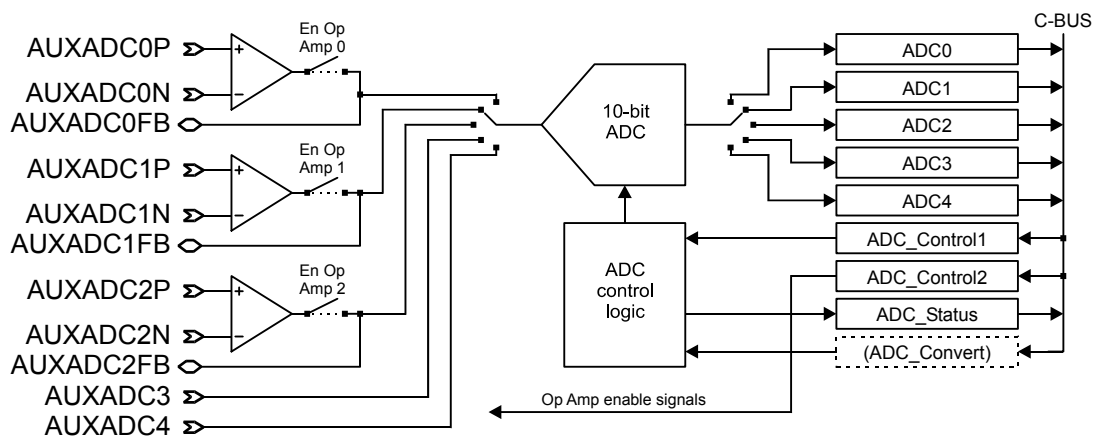 C-BUS
En Op
Amp 0
AUXADC0P
+
AUXADC0N
−
AUXADC0FB
En Op
Amp 1
AUXADC1P
+
AUXADC1N
−
AUXADC1FB
En Op
Amp 2
AUXADC2P
+
AUXADC2N
−
AUXADC2FB
AUXADC3
AUXADC4
10-bit
ADC
ADC
control
logic
ADC0
ADC1
ADC2
ADC3
ADC4
ADC_Control1
ADC_Control2
ADC_Status
(ADC_Convert)
Op Amp enable signals